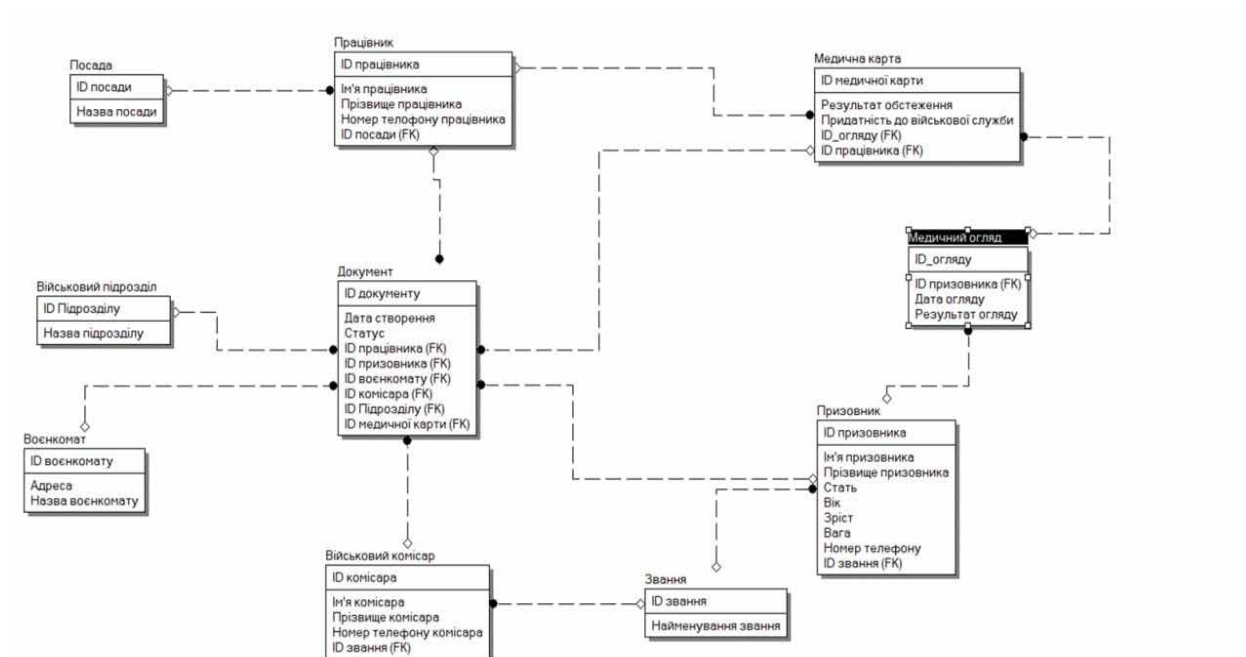 Посада
ID посади
Назва посади
Працівник
ID працівника
Ім'я працівника
Прізвище працівника
Номер телофону працівника
ID посади (FK)
Медична карта
ID медичної карти
Результат обстеження
Придатність до військової служби
ID_огляду (FK)
ID працівника (FK)
Медичний огляд
ID_огляду
ID призовника (FK)
Дата огляду
Результат огляду
Військовий підрозділ
ID Підрозділу
Назва підрозділу
Документ
ID документу
Дата створення
Статус
ID працівника (FK)
ID призовника (FK)
ID воєнкомату (FK)
ID комісара (FK)
ID Підрозділу (FK)
ID медичної карти (FK)
Воєнкомат
ID воєнкомату
Адреса
Назва воєнкомату
Призовник
ID призовника
Ім'я призовника
Прізвище призовника
Стать
Вік
Зріст
Вага
Номер телефону
ID звання (FK)
Військовий комісар
ID комісара
Ім'я комісара
Прізвище комісара
Номер телефону комісара
ID звання (FK)
Звання
ID звання
Найменування звання